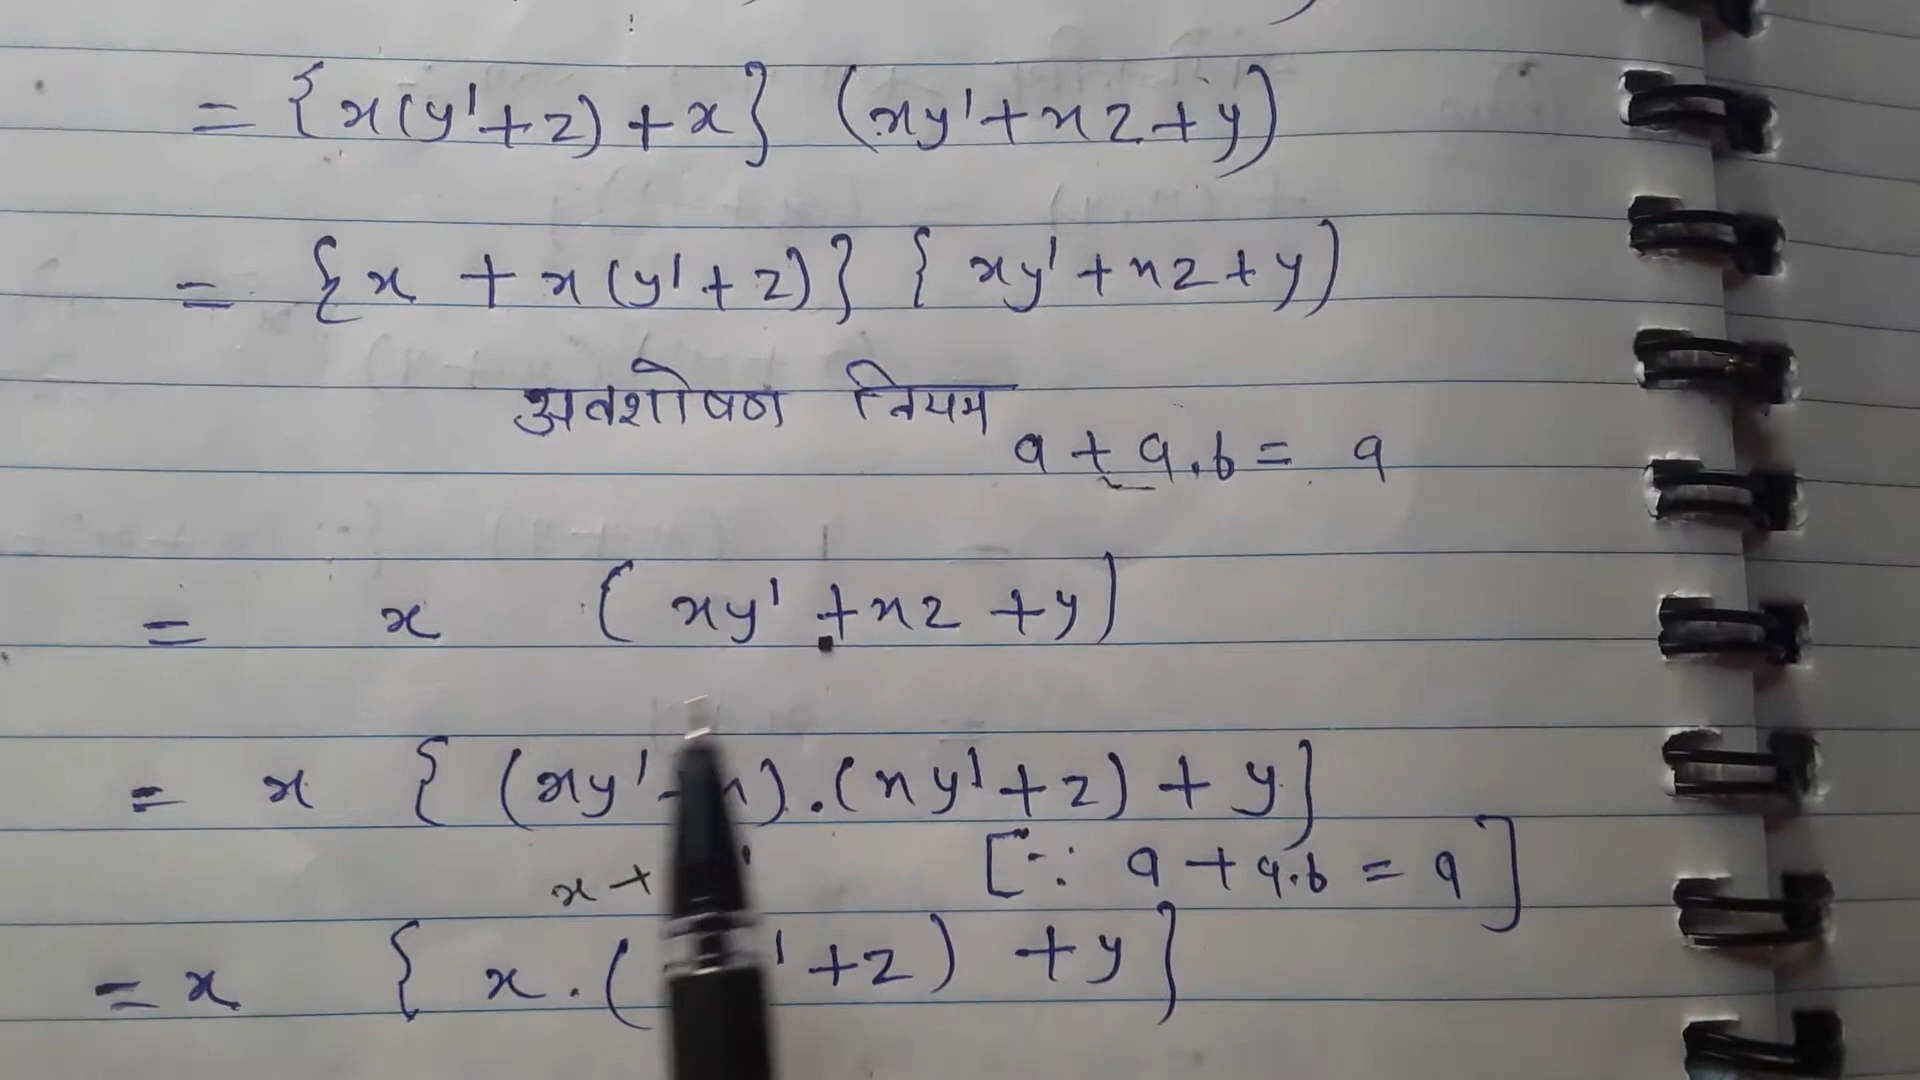 = {x(y'+z)+x} (xy'+xz+y)
= {x + x(y'+z)} { xy'+xz+y)
अवशोषण नियम
a + a.b = a
= x ( xy' +xz +y)
= x { (xy'+x).(xy'+z) + y}
x + [∵ a + a.b = a]
= x { x.( '+z) +y}